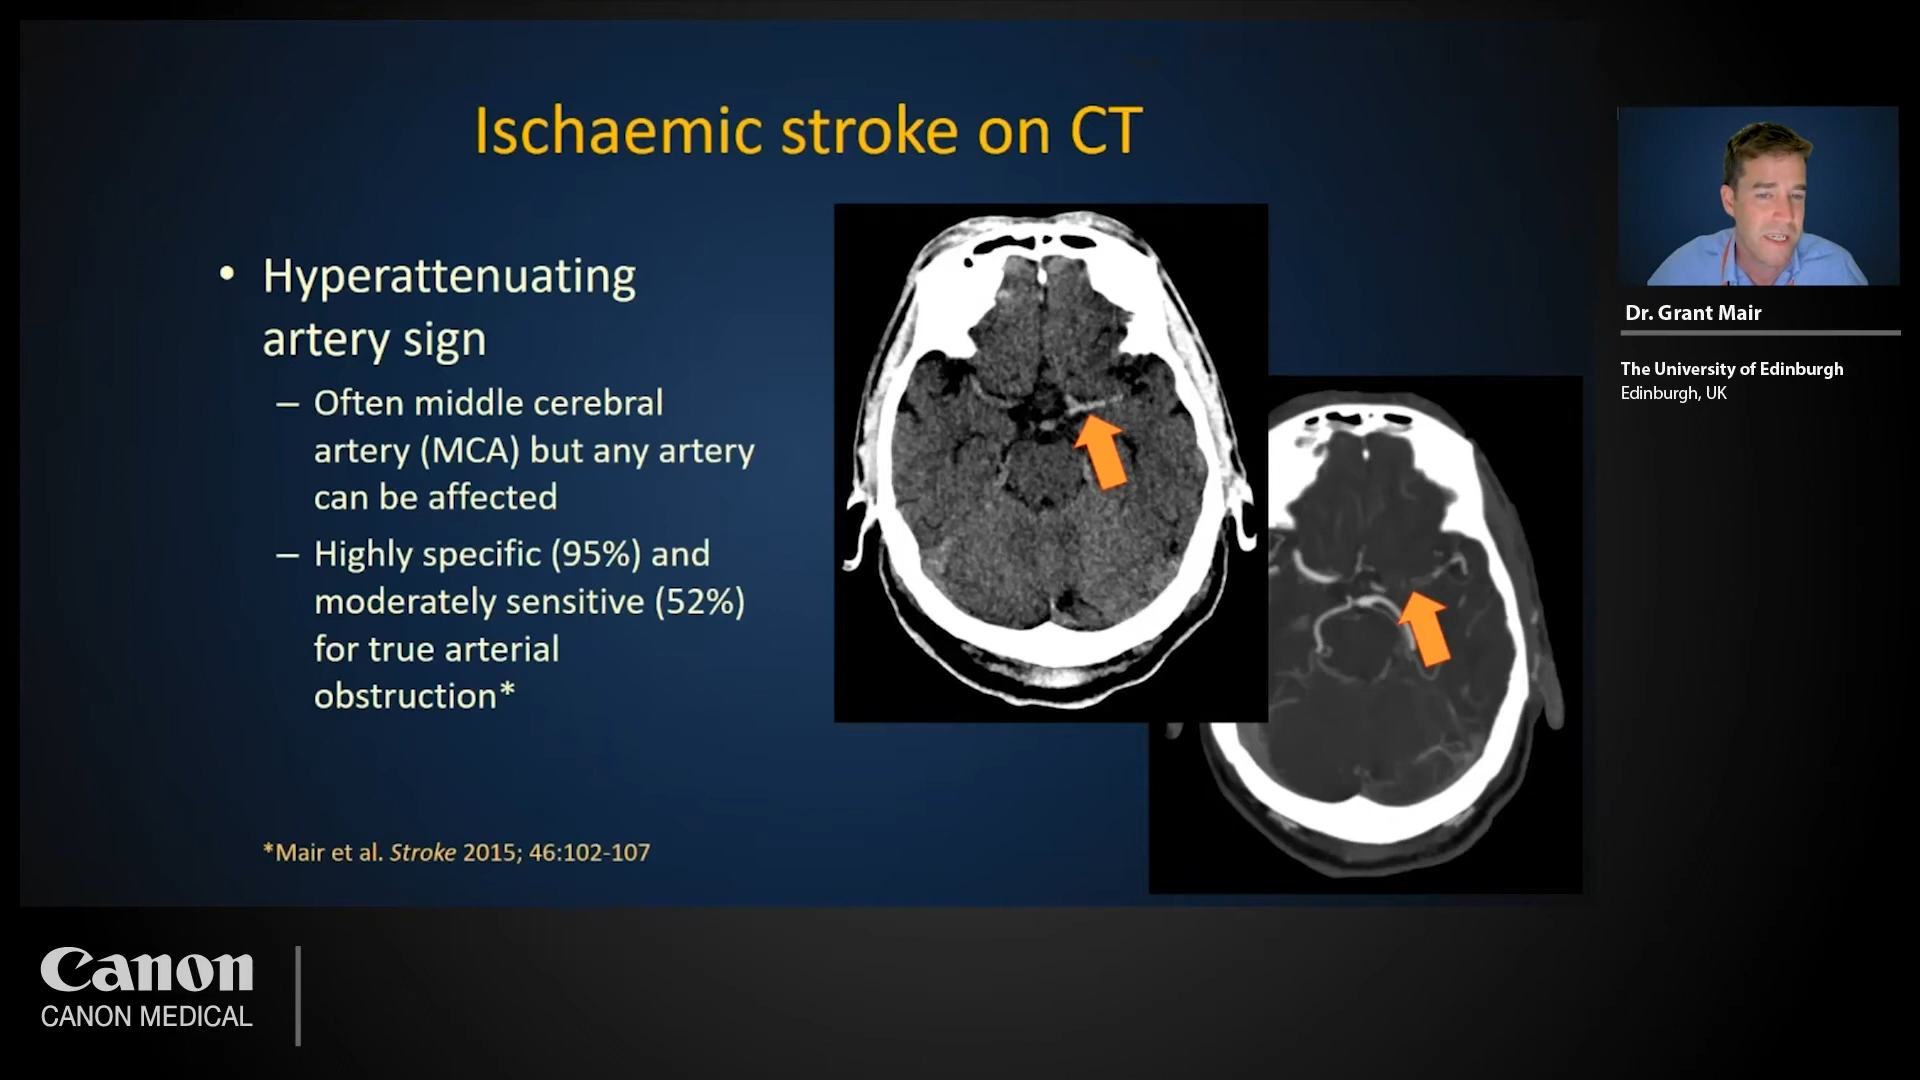 Ischaemic stroke on CT
• Hyperattenuating
artery sign
– Often middle cerebral
artery (MCA) but any artery
can be affected
– Highly specific (95%) and
moderately sensitive (52%)
for true arterial
obstruction*
*Mair et al. Stroke 2015; 46:102-107
Dr. Grant Mair
The University of Edinburgh
Edinburgh, UK
Canon
CANON MEDICAL